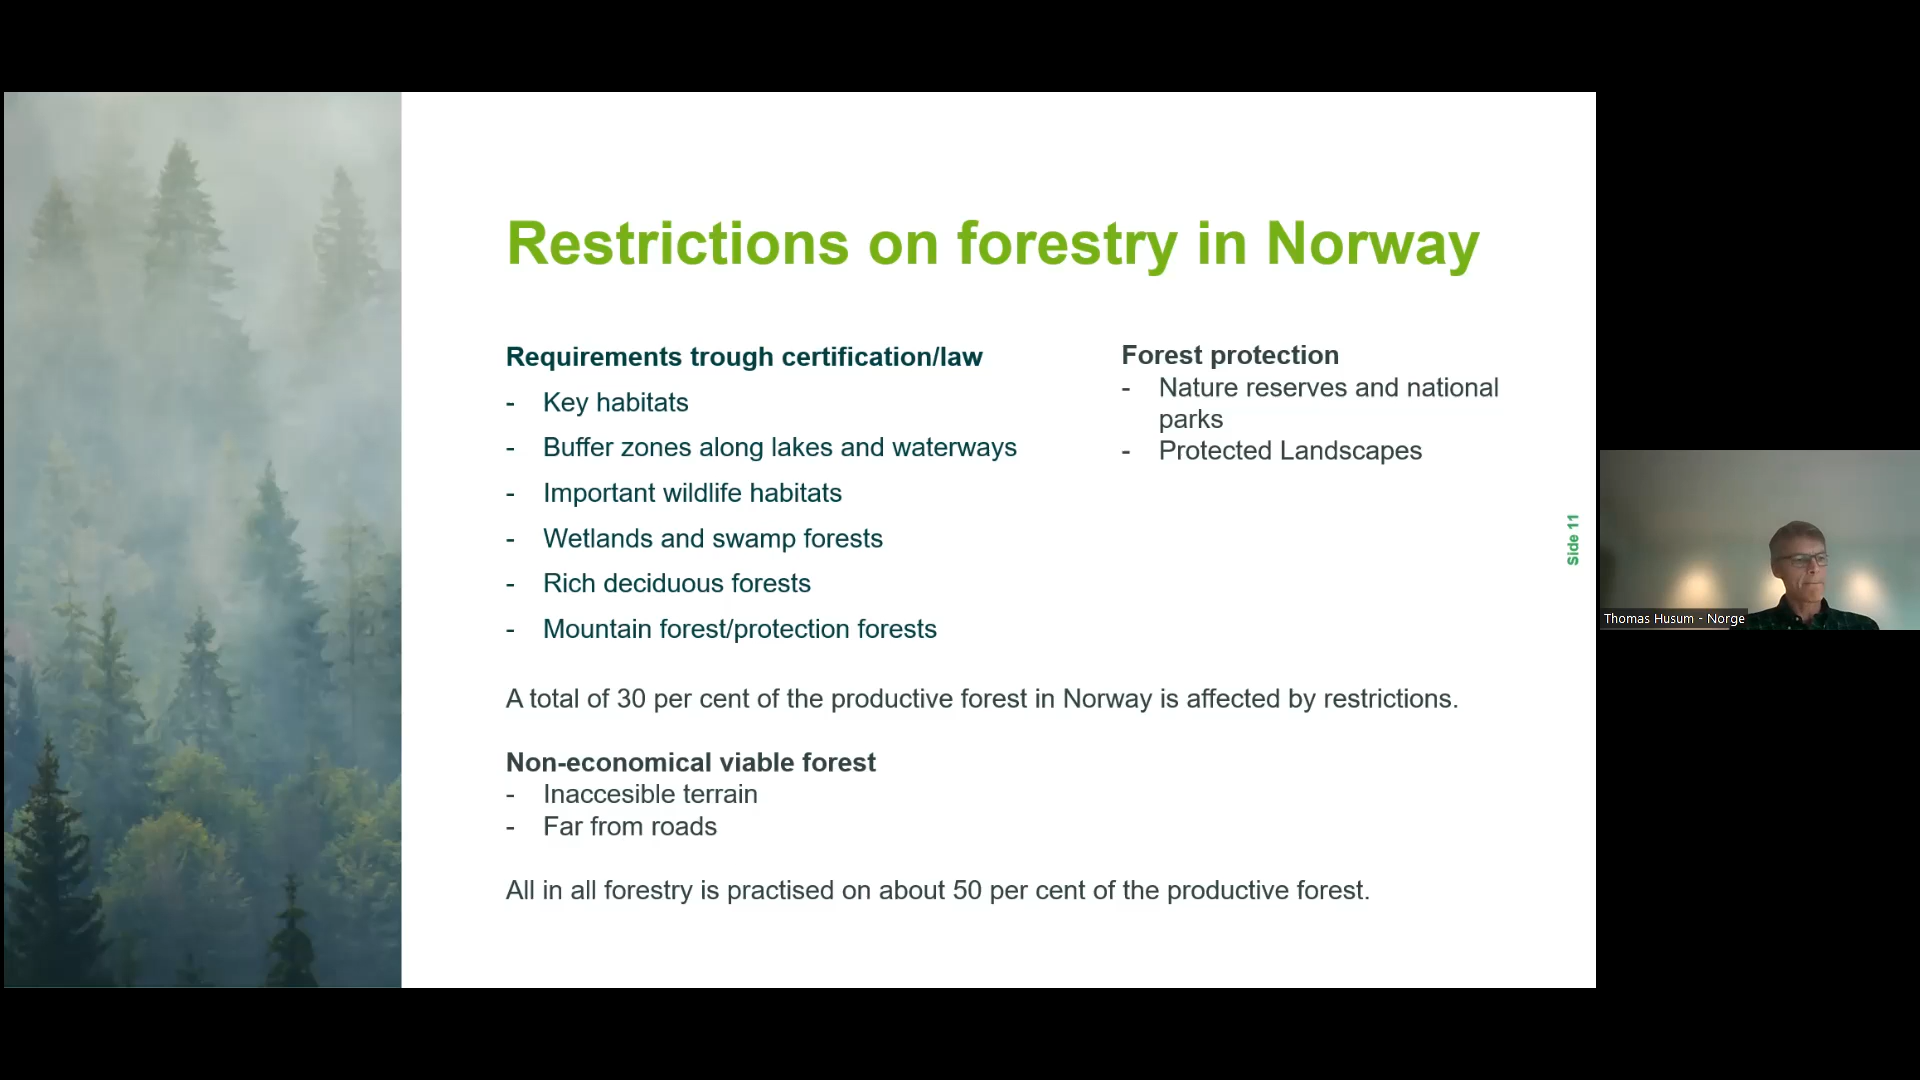 Restrictions on forestry in Norway
Requirements trough certification/law
- Key habitats
- Buffer zones along lakes and waterways
- Important wildlife habitats
- Wetlands and swamp forests
- Rich deciduous forests
- Mountain forest/protection forests
Forest protection
- Nature reserves and national
parks
- Protected Landscapes
A total of 30 per cent of the productive forest in Norway is affected by restrictions.
Non-economical viable forest
- Inaccesible terrain
- Far from roads
All in all forestry is practised on about 50 per cent of the productive forest.
Side 11
Thomas Husum - Norge